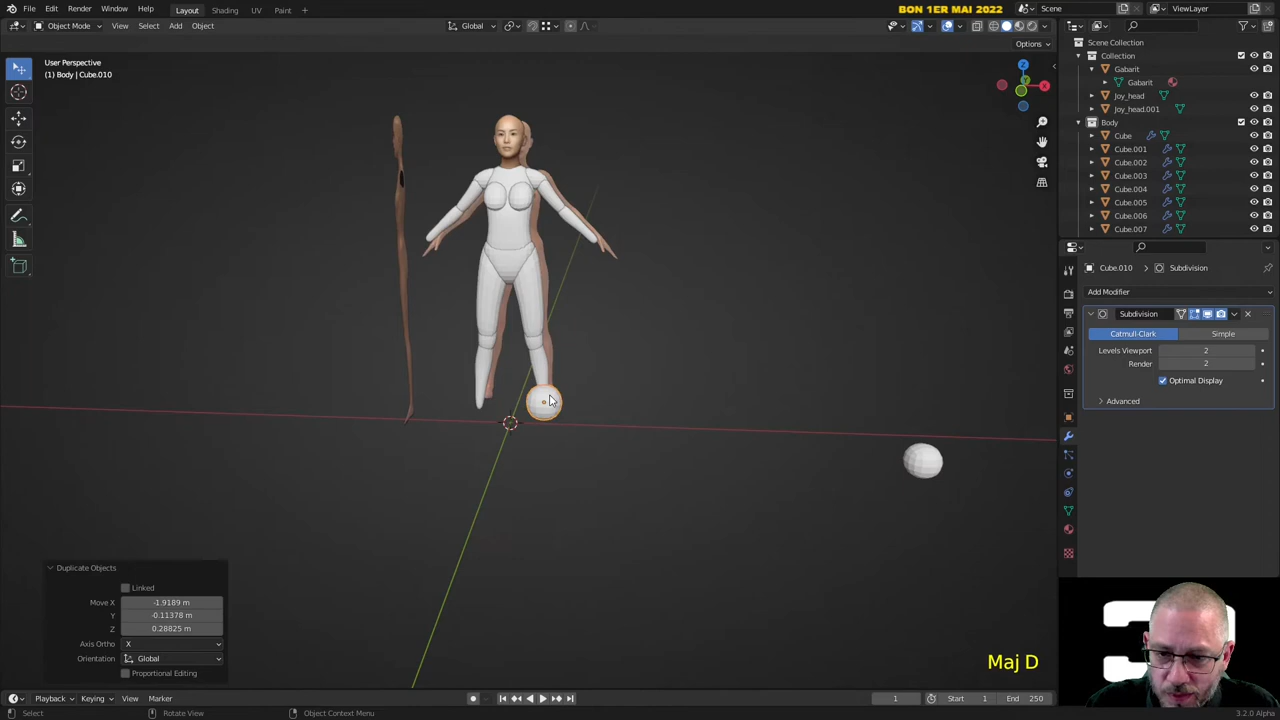 File Edit Render Window Help Layout Shading UV Paint BON 1ER MAI 2022 Scene ViewLayer
Object Mode View Select Add Object Global
Options
User Perspective
(1) Body | Cube.010
Z
X
Y
Scene Collection
Collection
Gabarit
Gabarit
Joy_head
Joy_head.001
Body
Cube
Cube.001
Cube.002
Cube.003
Cube.004
Cube.005
Cube.006
Cube.007
Cube.010 Subdivision
Add Modifier
Subdivision
Catmull-Clark Simple
Levels Viewport 2
Render 2
Optimal Display
Advanced
Duplicate Objects
Linked
Move X -1.9189 m
Y -0.11378 m
Z 0.28825 m
Axis Ortho X
Orientation Global
Proportional Editing
Maj D
Playback Keying View Marker 1 Start 1 End 250
Select Rotate View Object Context Menu 3.2.0 Alpha